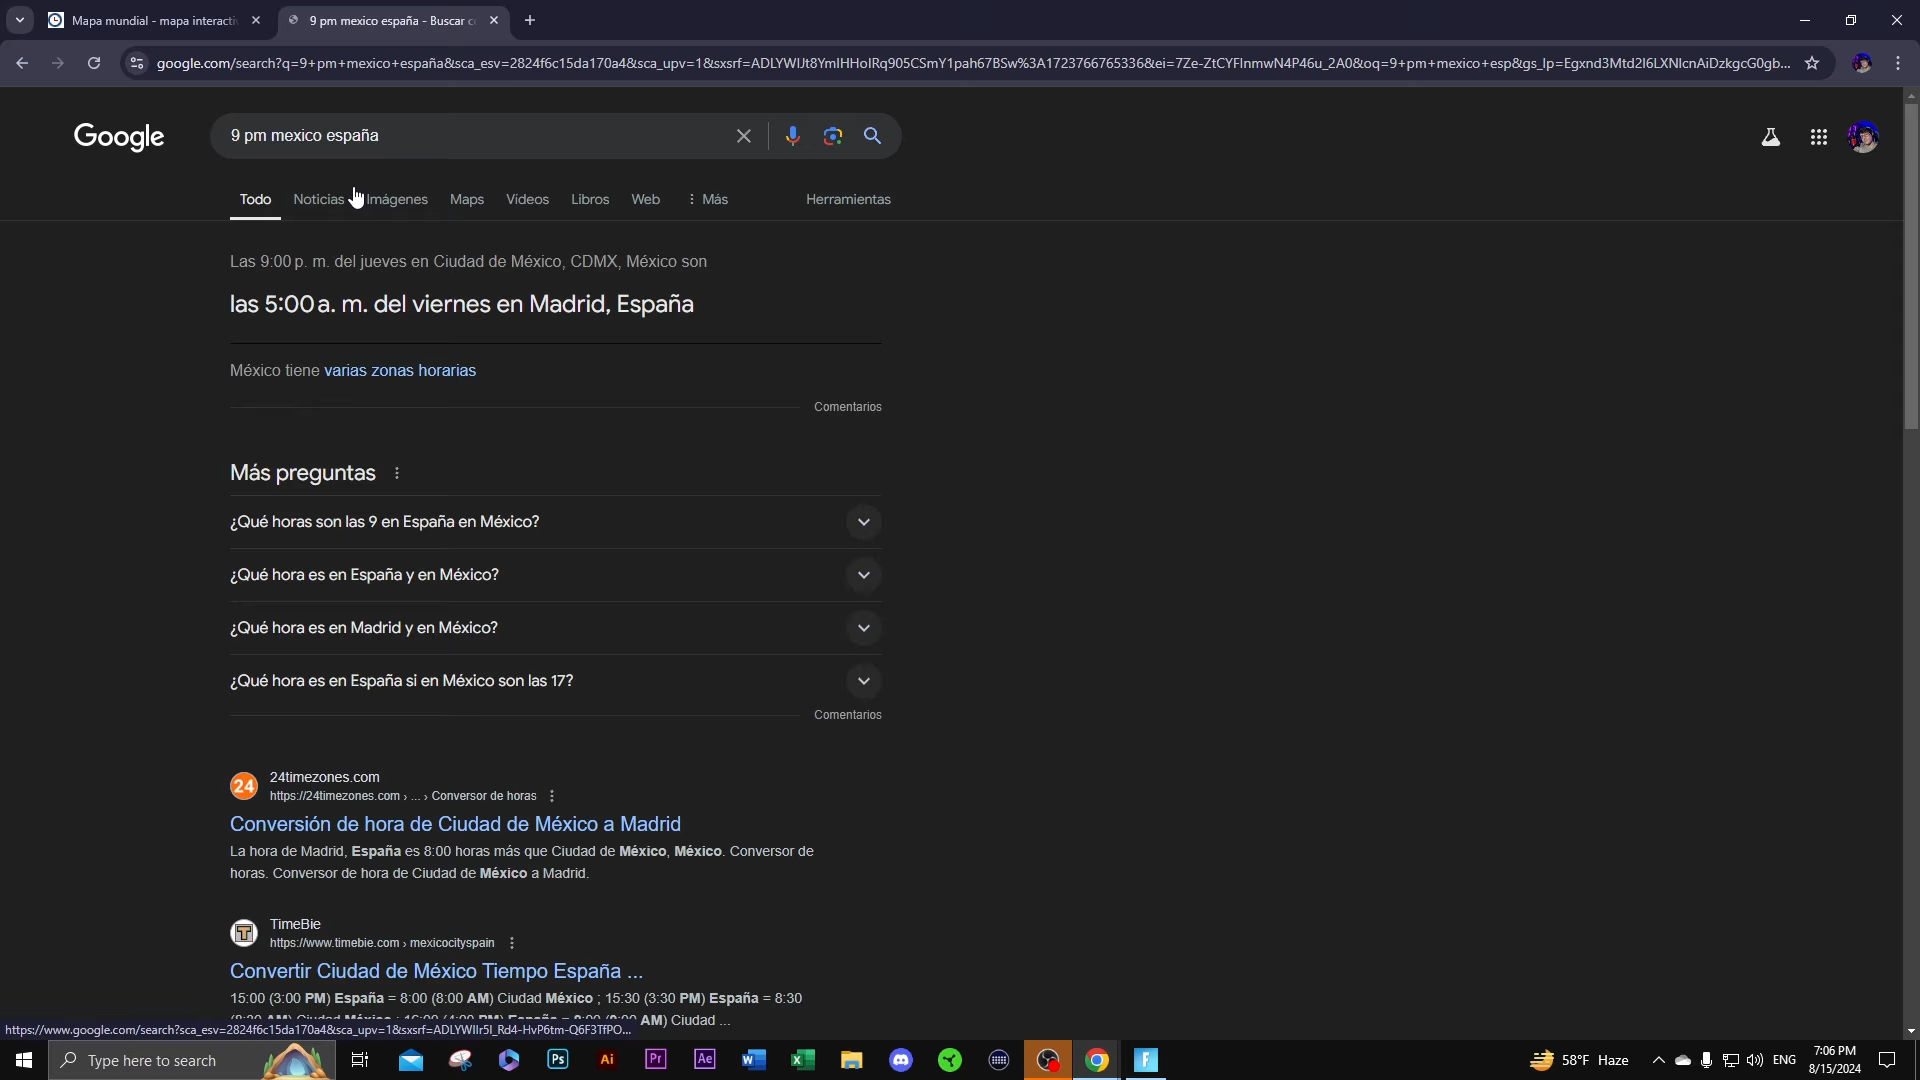 Mapa mundial - mapa interacti
9 pm mexico españa - Buscar c
google.com/search?q=9+pm+mexico+españa&sca_esv=2824f6c15da170a4&sca_upv=1&sxsrf=ADLYWIJt8YmIHHoIRq905CSmY1pah67BSw%3A1723766765336&ei=7Ze-ZtCYFInmwN4P46u_2A0&oq=9+pm+mexico+esp&gs_lp=Egxnd3Mtd2l6LXNlcnAiDzkgcG0gb...
Google
9 pm mexico españa
Todo Noticias Imágenes Maps Videos Libros Web Más Herramientas
Las 9:00 p. m. del jueves en Ciudad de México, CDMX, México son
las 5:00 a. m. del viernes en Madrid, España
México tiene varias zonas horarias
Comentarios
Más preguntas
¿Qué horas son las 9 en España en México?
¿Qué hora es en España y en México?
¿Qué hora es en Madrid y en México?
¿Qué hora es en España si en México son las 17?
Comentarios
24
24timezones.com
https://24timezones.com › ... › Conversor de horas
Conversión de hora de Ciudad de México a Madrid
La hora de Madrid, España es 8:00 horas más que Ciudad de México, México. Conversor de
horas. Conversor de hora de Ciudad de México a Madrid.
T
TimeBie
https://www.timebie.com › mexicocityspain
Convertir Ciudad de México Tiempo España ...
15:00 (3:00 PM) España = 8:00 (8:00 AM) Ciudad México ; 15:30 (3:30 PM) España = 8:30
AM) Ciudad ...
https://www.google.com/search?sca_esv=2824f6c15da170a4&sca_upv=1&sxsrf=ADLYWIIr5I_Rd4-HvP6tm-Q6F3TfPO...
Type here to search
Ps
Ai
Pr
Ae
58°F Haze
ENG
7:06 PM
8/15/2024